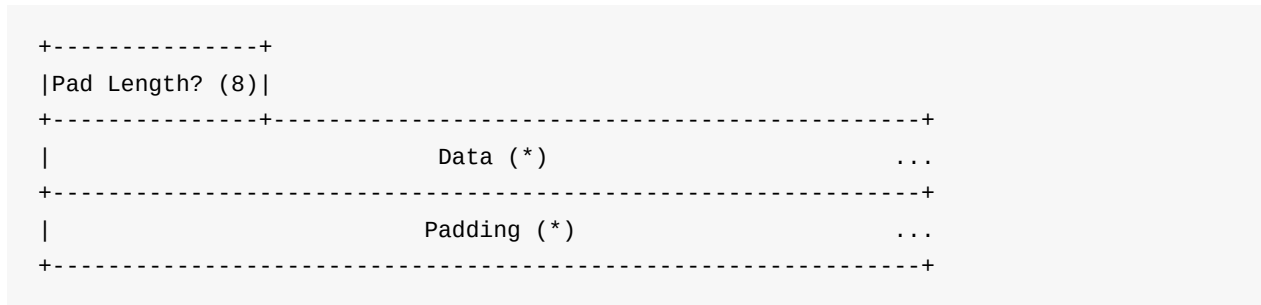 +---------------+
|Pad Length? (8)|
+---------------+-----------------------------------------------+
|                            Data (*)                         ...
+---------------------------------------------------------------+
|                           Padding (*)                       ...
+---------------------------------------------------------------+